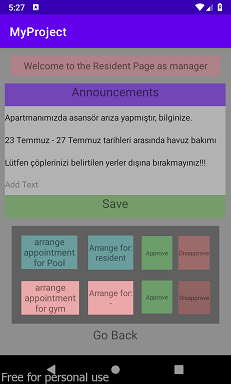 5:27
MyProject
Welcome to the Resident Page as manager
Announcements
Apartmanımızda asansör arıza yapmıştır, bilginize.
23 Temmuz - 27 Temmuz tarihleri arasında havuz bakımı
Lütfen çöplerinizi belirtilen yerler dışına bırakmayınız!!!
Add Text
Save
arrange
appointment
for Pool
Arrange for:
resident
Approve
Disapprove
arrange
appointment
for gym
Arrange for:
-
Approve
Disapprove
Go Back
Free for personal use